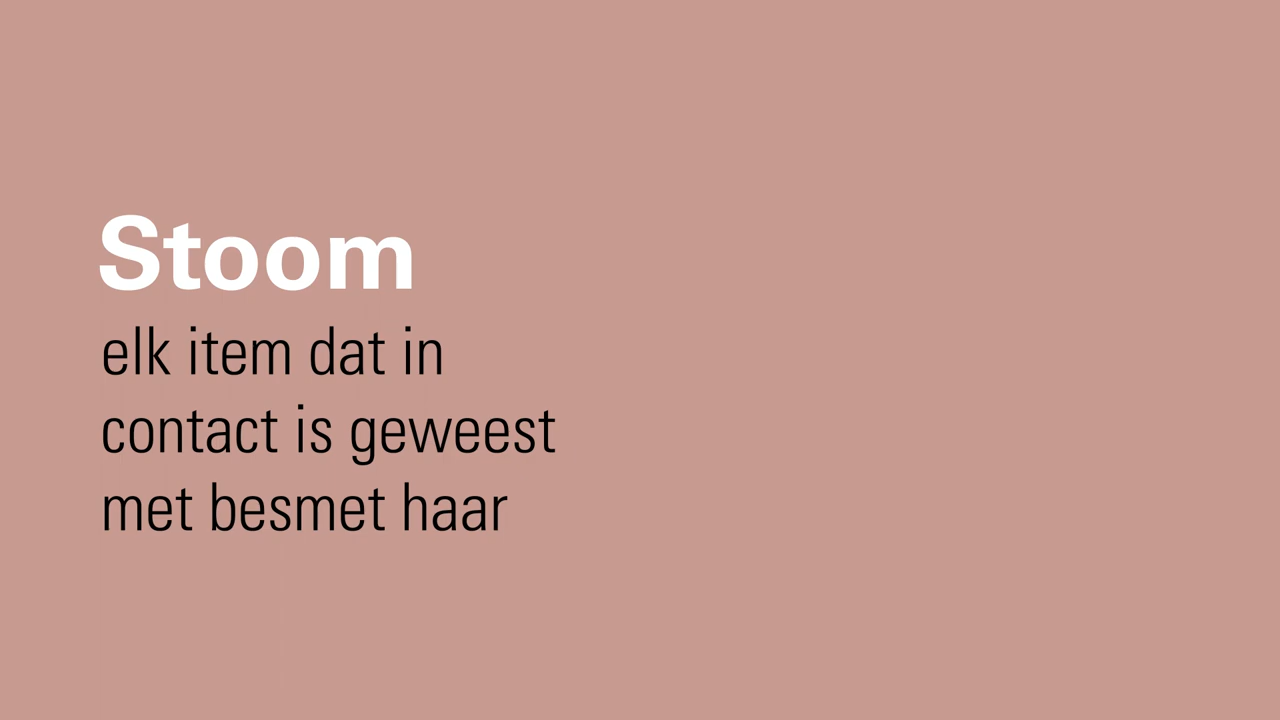 Stoom
elk item dat in
contact is geweest
met besmet haar